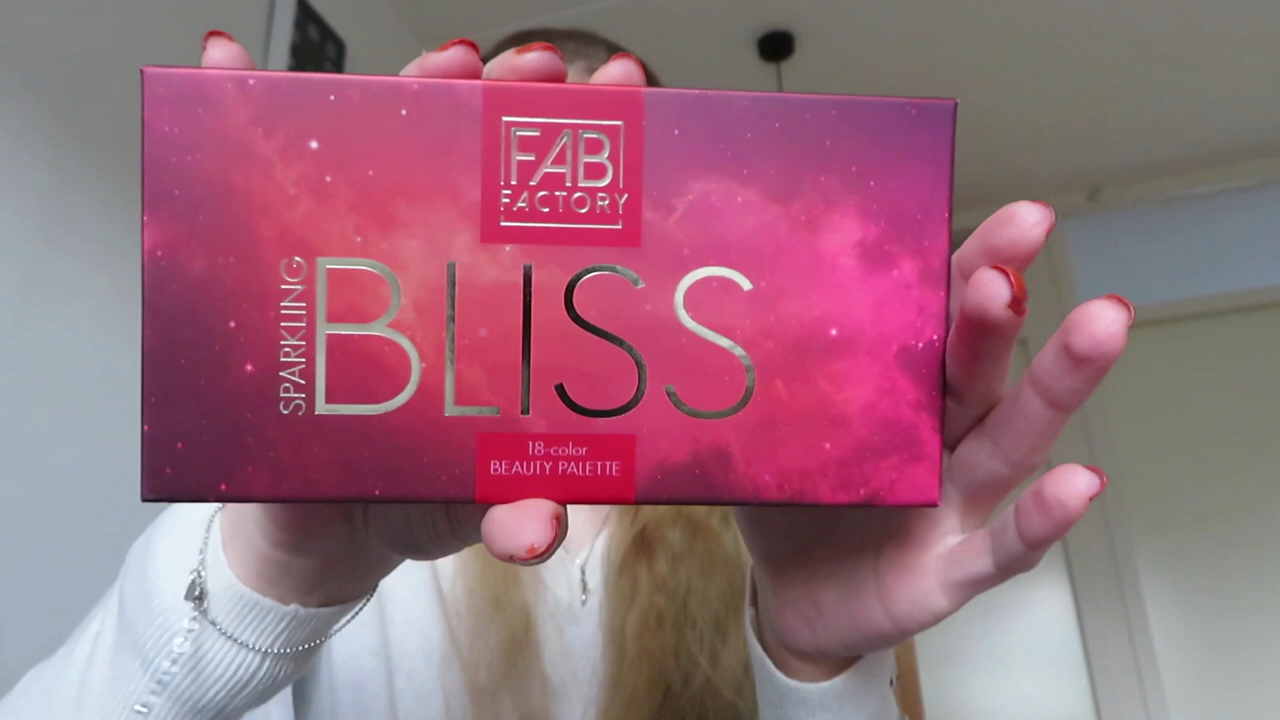 FAB
FACTORY
SPARKLING
BLISS
18-color
BEAUTY PALETTE